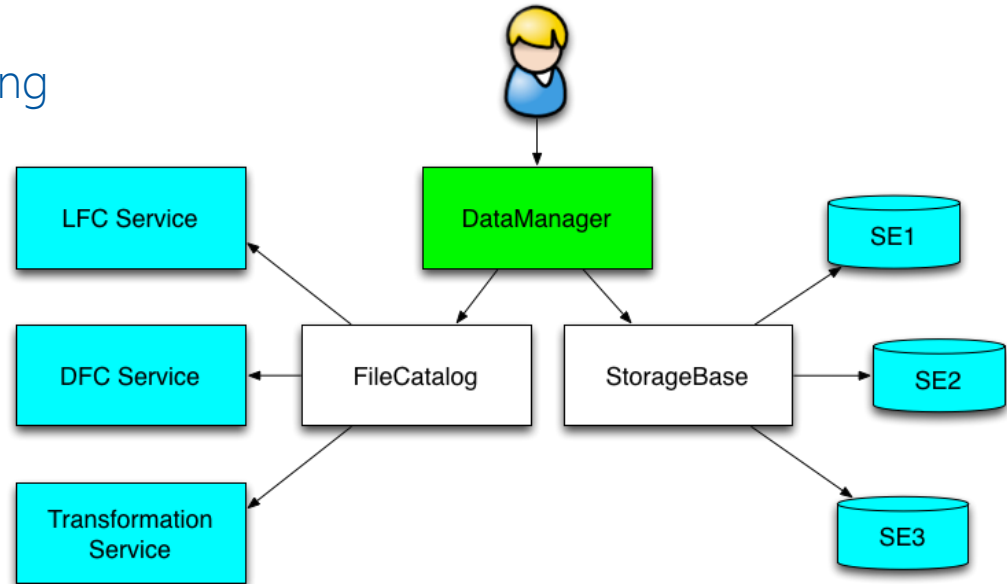 ng
LFC Service
DataManager
SE1
DFC Service
FileCatalog
StorageBase
SE2
Transformation
Service
SE3